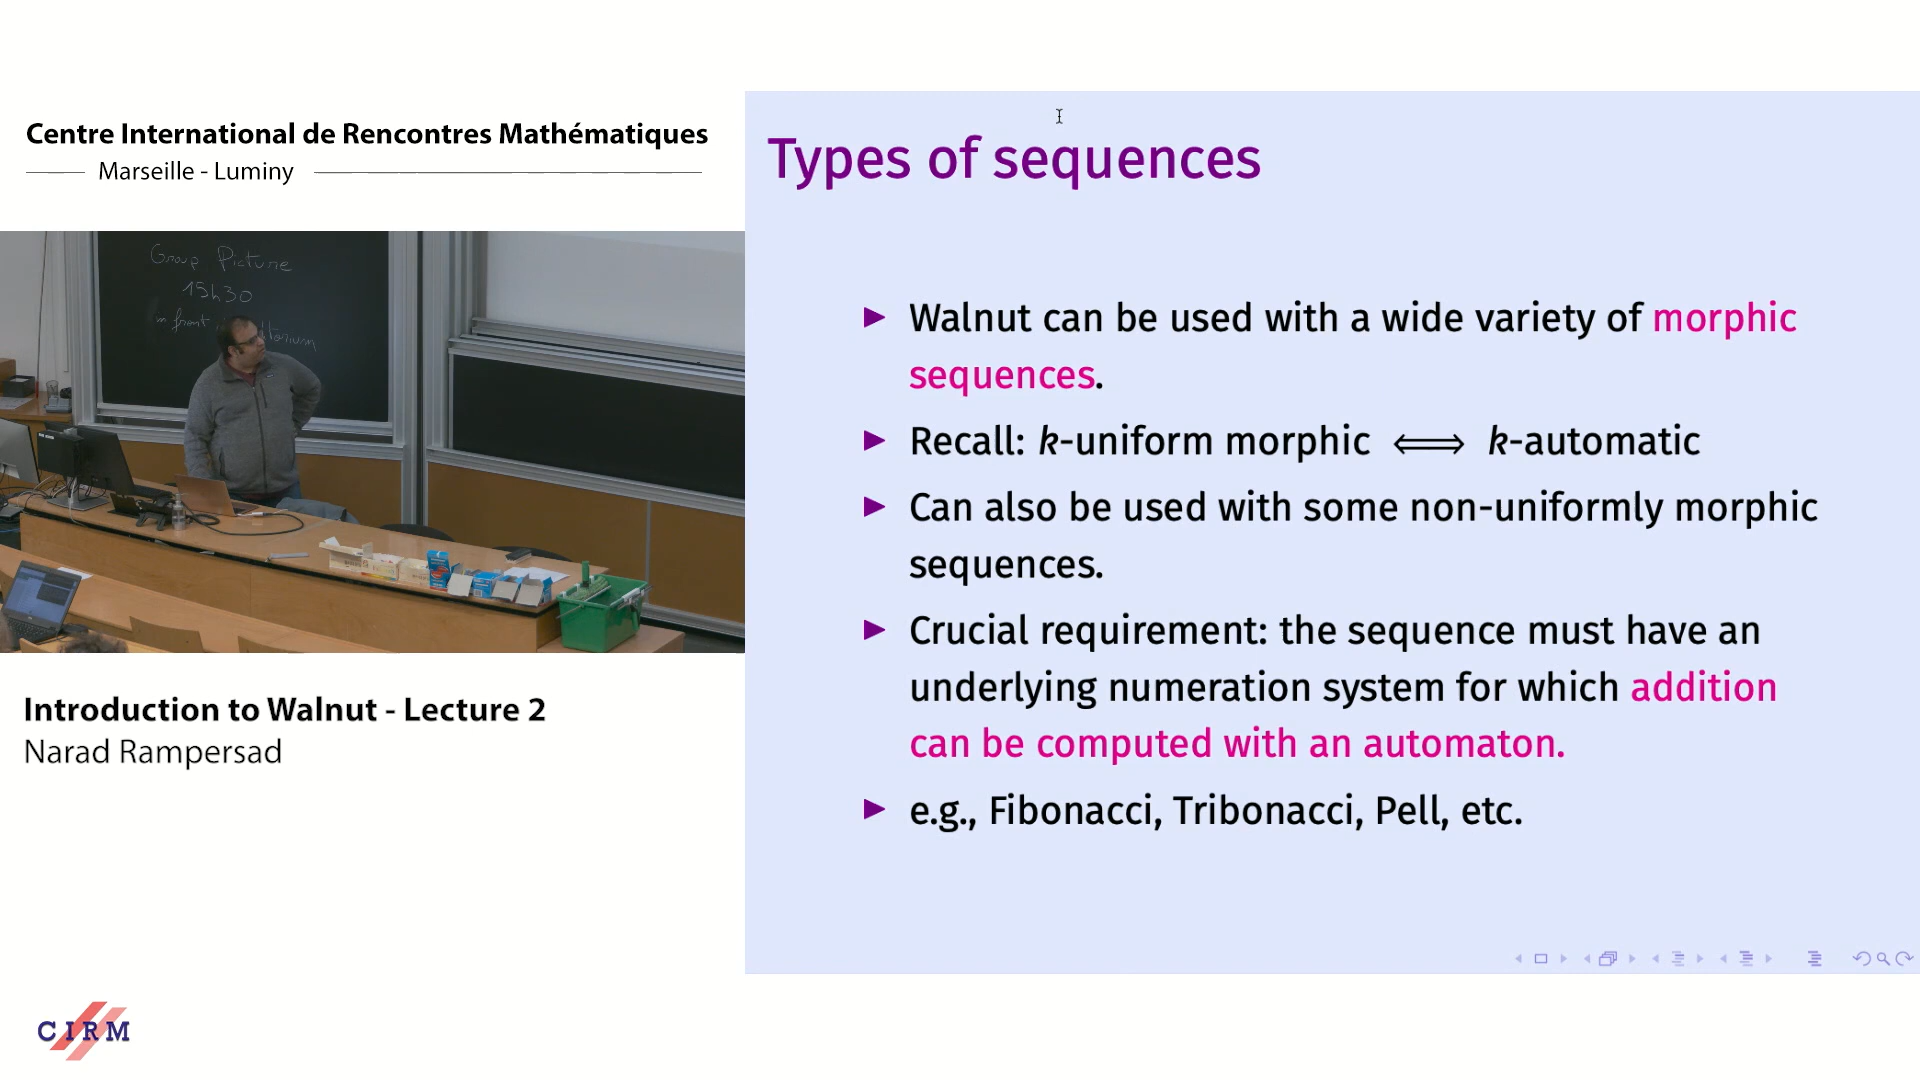 Centre International de Rencontres Mathématiques
Marseille - Luminy
Group Picture
15h30
in front
Introduction to Walnut - Lecture 2
Narad Rampersad
CIRM
Types of sequences
▶ Walnut can be used with a wide variety of morphic
sequences.
▶ Recall: k-uniform morphic ⟺ k-automatic
▶ Can also be used with some non-uniformly morphic
sequences.
▶ Crucial requirement: the sequence must have an
underlying numeration system for which addition
can be computed with an automaton.
▶ e.g., Fibonacci, Tribonacci, Pell, etc.